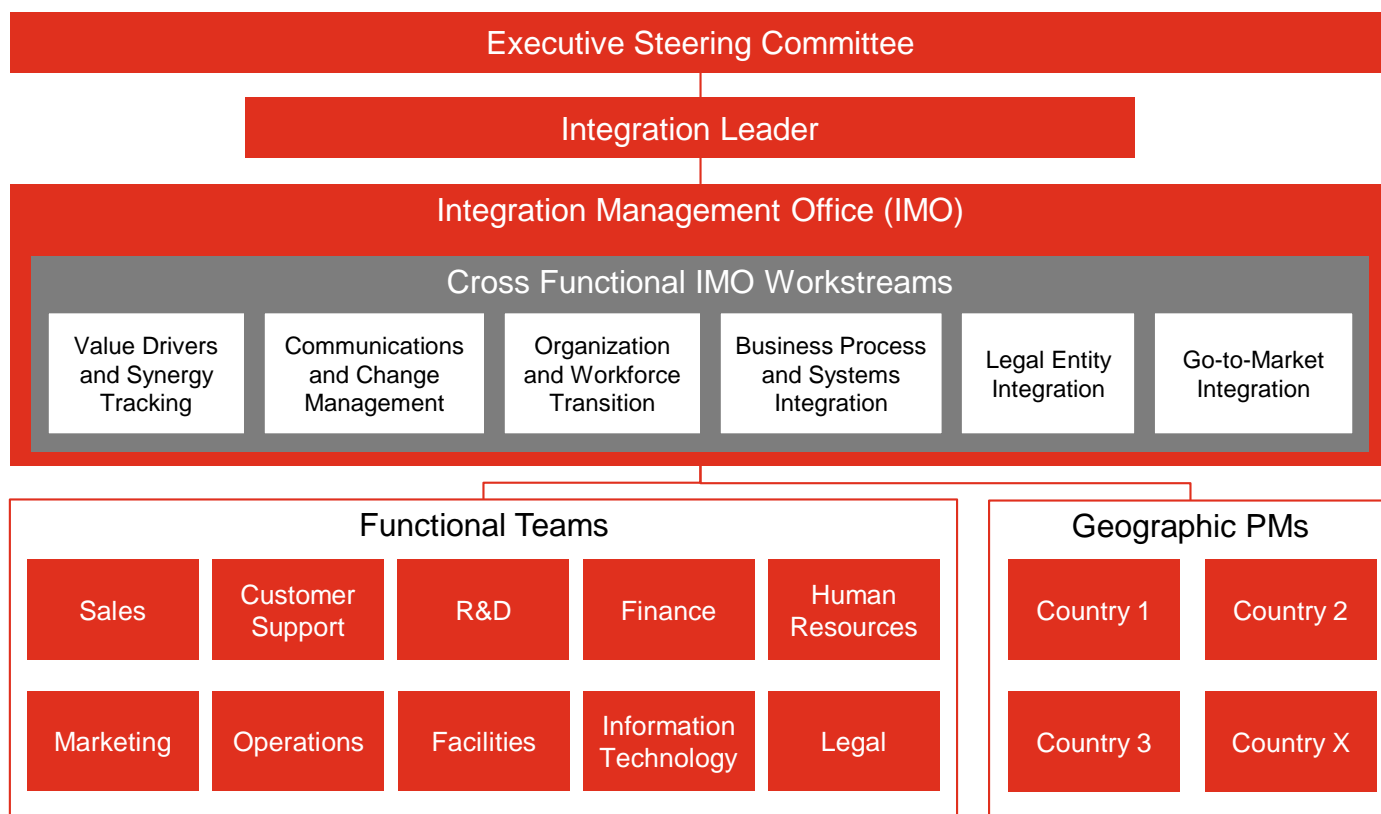 Executive Steering Committee
Integration Leader
Integration Management Office (IMO)
Cross Functional IMO Workstreams
Value Drivers
and Synergy
Tracking
Communications
and Change
Management
Organization
and Workforce
Transition
Business Process
and Systems
Integration
Legal Entity
Integration
Go-to-Market
Integration
Functional Teams
Sales
Customer
Support
R&D
Finance
Human
Resources
Marketing
Operations
Facilities
Information
Technology
Legal
Geographic PMs
Country 1
Country 2
Country 3
Country X